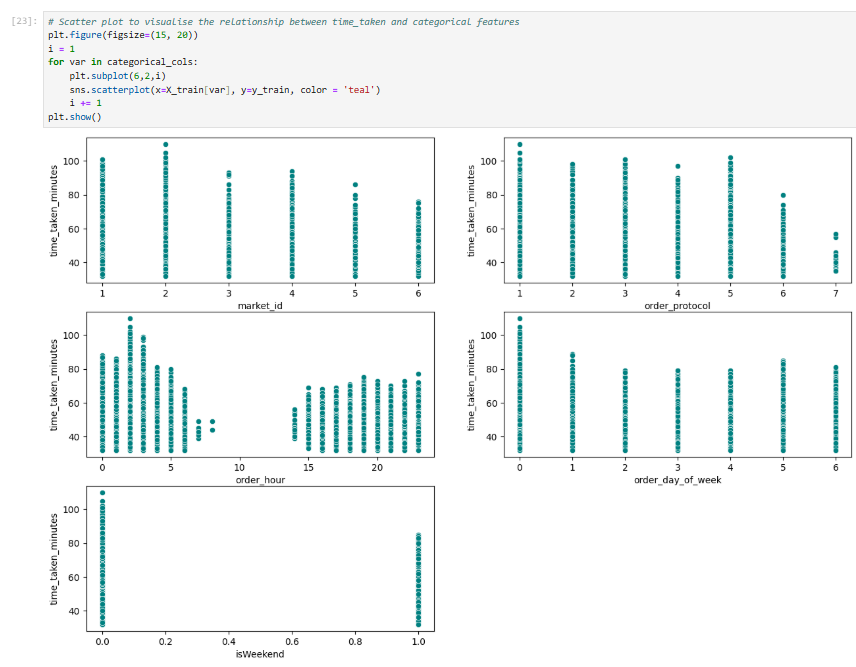 [23]:
# Scatter plot to visualise the relationship between time_taken and categorical features
plt.figure(figsize=(15, 20))
i = 1
for var in categorical_cols:
    plt.subplot(6,2,i)
    sns.scatterplot(x=X_train[var], y=y_train, color = 'teal')
    i += 1
plt.show()
time_taken_minutes
100
80
60
40
1 2 3 4 5 6
market_id
time_taken_minutes
100
80
60
40
1 2 3 4 5 6 7
order_protocol
time_taken_minutes
100
80
60
40
0 5 10 15 20
order_hour
time_taken_minutes
100
80
60
40
0 1 2 3 4 5 6
order_day_of_week
time_taken_minutes
100
80
60
40
0.0 0.2 0.4 0.6 0.8 1.0
isWeekend